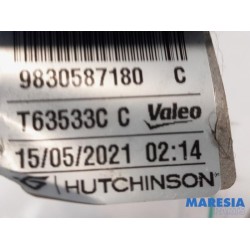 9830587180 C
T63533C C Valeo
15/05/2021 02:14
HUTCHINSON
MARESIA